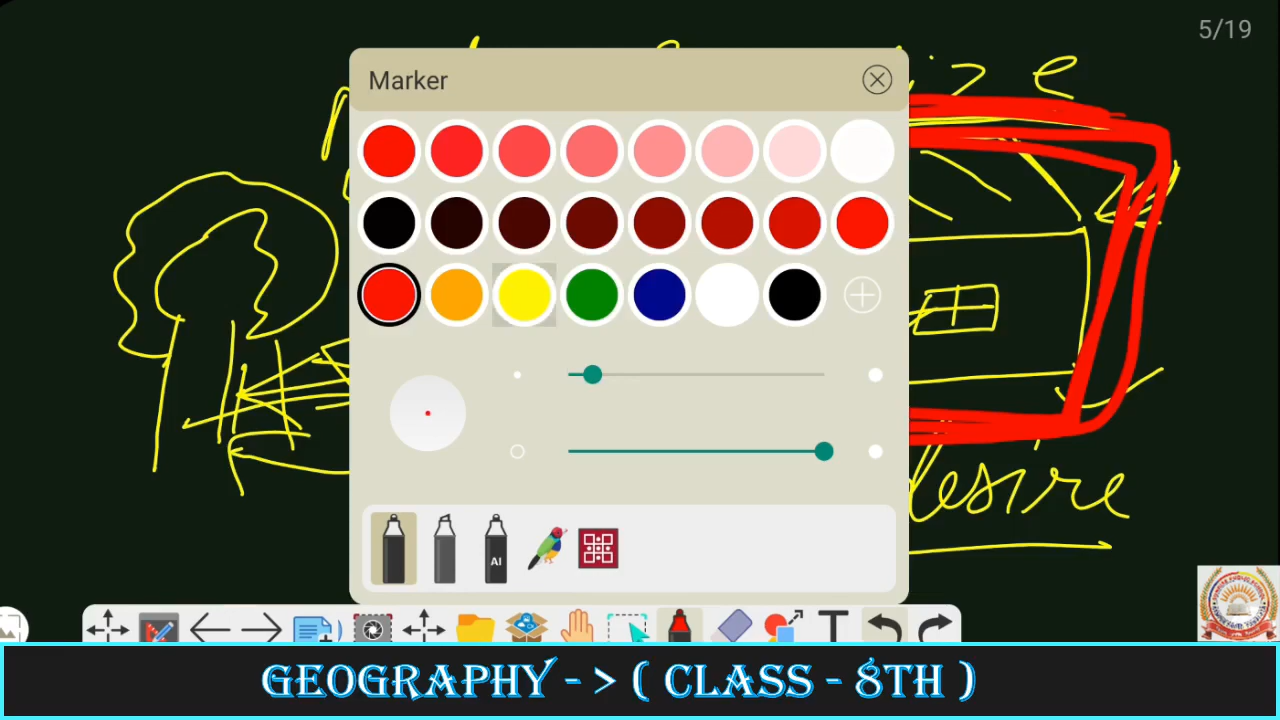 5/19
Marker
desire
AI
GEOGRAPHY - > ( CLASS - 8TH )